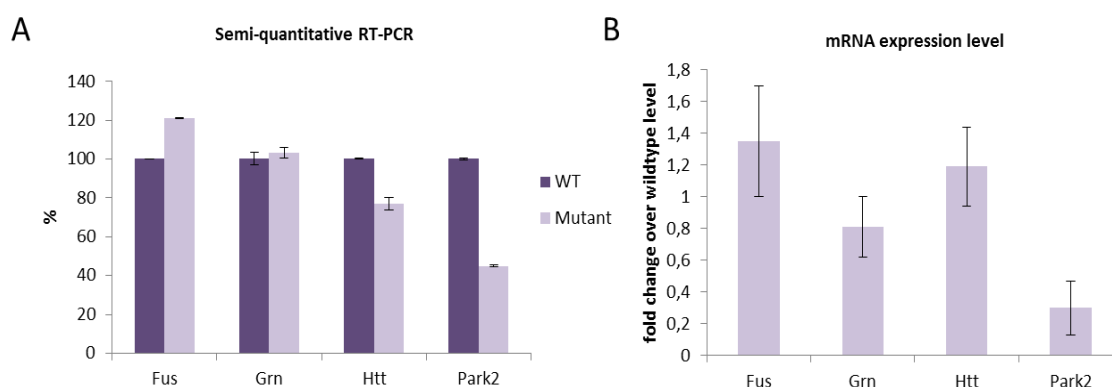 A
Semi-quantitative RT-PCR
%
140
120
100
80
60
40
20
0
Fus Grn Htt Park2
WT
Mutant
B
mRNA expression level
fold change over wildtype level
1,8
1,6
1,4
1,2
1
0,8
0,6
0,4
0,2
0
Fus Grn Htt Park2